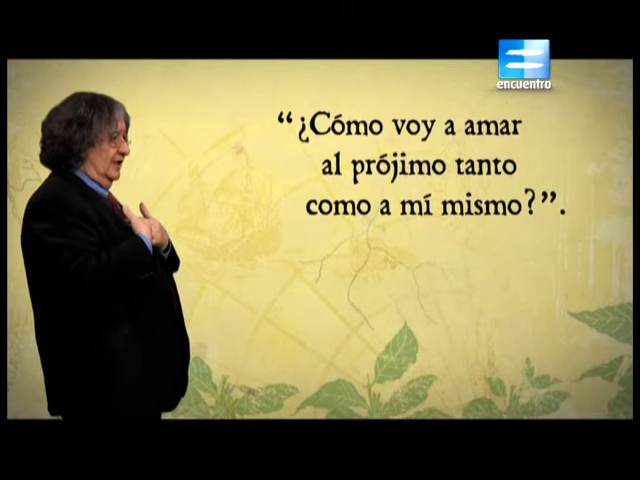 encuentro
“¿Cómo voy a amar
al prójimo tanto
como a mí mismo?”.